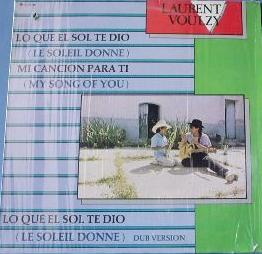 LAURENT
VOULZY
LO QUE EL SOL TE DIO
(LE SOLEIL DONNE)
MI CANCION PARA TI
(MY SONG OF YOU)
LO QUE EL SOL TE DIO
(LE SOLEIL DONNE) DUB VERSION